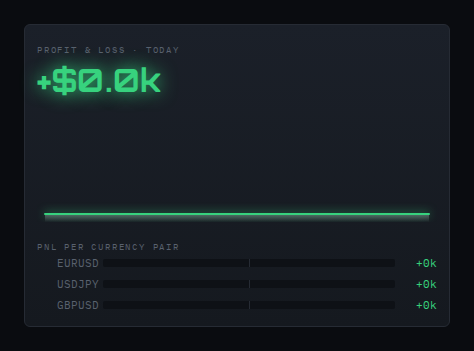 PROFIT & LOSS · TODAY
+$0.0k
PNL PER CURRENCY PAIR
EURUSD +0k
USDJPY +0k
GBPUSD +0k